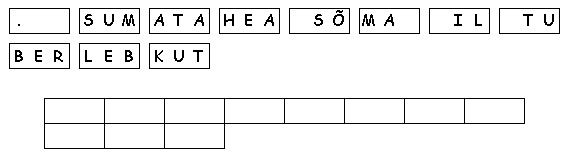 . SUM ATA HEA SÕ MA IL TU
BER LEB KUT